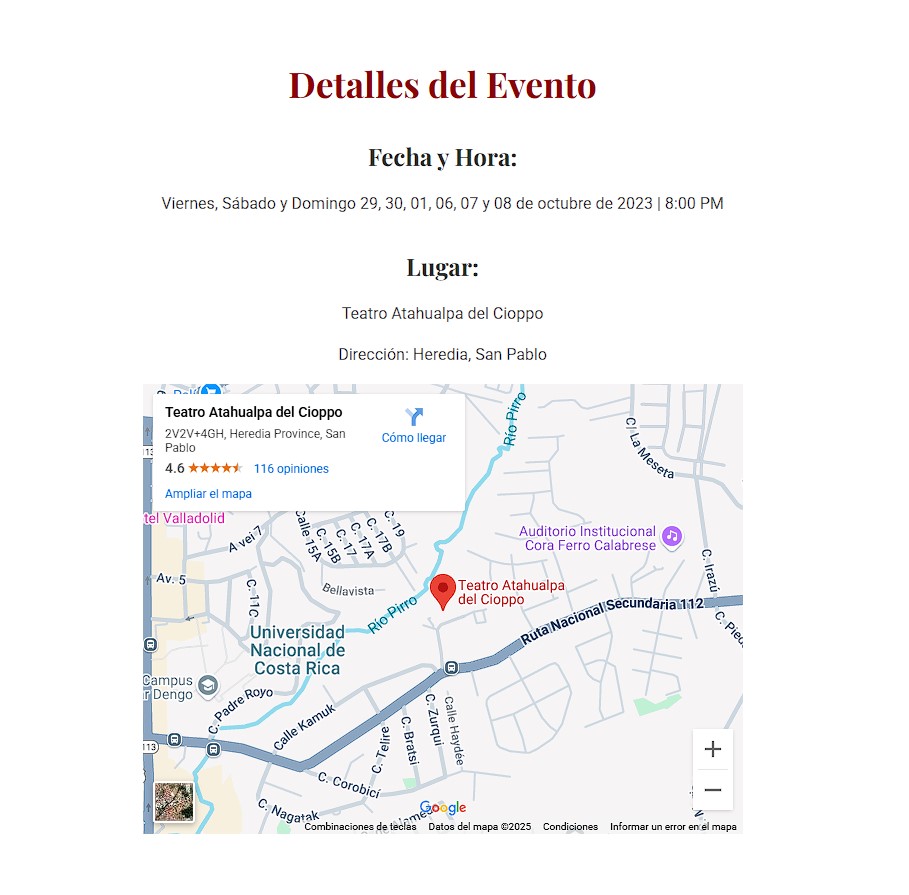 Detalles del Evento
Fecha y Hora:
Viernes, Sábado y Domingo 29, 30, 01, 06, 07 y 08 de octubre de 2023 | 8:00 PM
Lugar:
Teatro Atahualpa del Cioppo
Dirección: Heredia, San Pablo
Teatro Atahualpa del Cioppo
2V2V+4GH, Heredia Province, San
Pablo
4.6
116 opiniones
Ampliar el mapa
Cómo llegar
Río Pirro
Cl La Meseta
tel Valladolid
A vei 7
Calle 15A
C. 15B
C. 17
C. 17A
C. 17B
C. 19
Auditorio Institucional
Cora Ferro Calabrese
C. Irazú
Av. 5
C. 11C
Bellavista
Río Pirro
Teatro Atahualpa
del Cioppo
Ruta Nacional Secundaria 112
Universidad
Nacional de
Costa Rica
Campus
r Dengo
C. Padre Royo
Calle Kamuk
C. Telire
C. Bratsi
C. Zurqui
Calle Haydée
113
C. Corobicí
C. Nagatak
Google
Combinaciones de teclas
Datos del mapa ©2025
Condiciones
Informar un error en el mapa